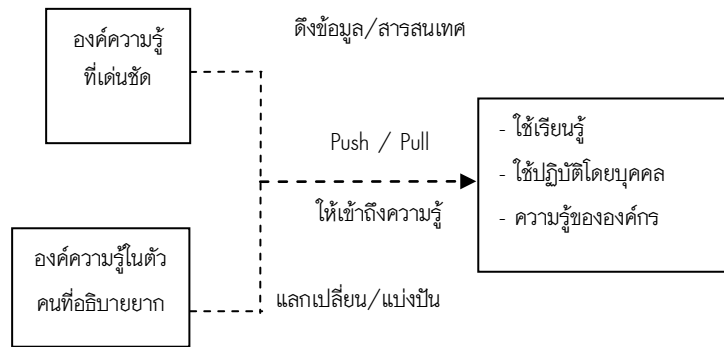 องค์ความรู้
ที่เด่นชัด
ดึงข้อมูล/สารสนเทศ
Push / Pull
ให้เข้าถึงความรู้
- ใช้เรียนรู้
- ใช้ปฏิบัติโดยบุคคล
- ความรู้ขององค์กร
องค์ความรู้ในตัว
คนที่อธิบายยาก
แลกเปลี่ยน/แบ่งปัน